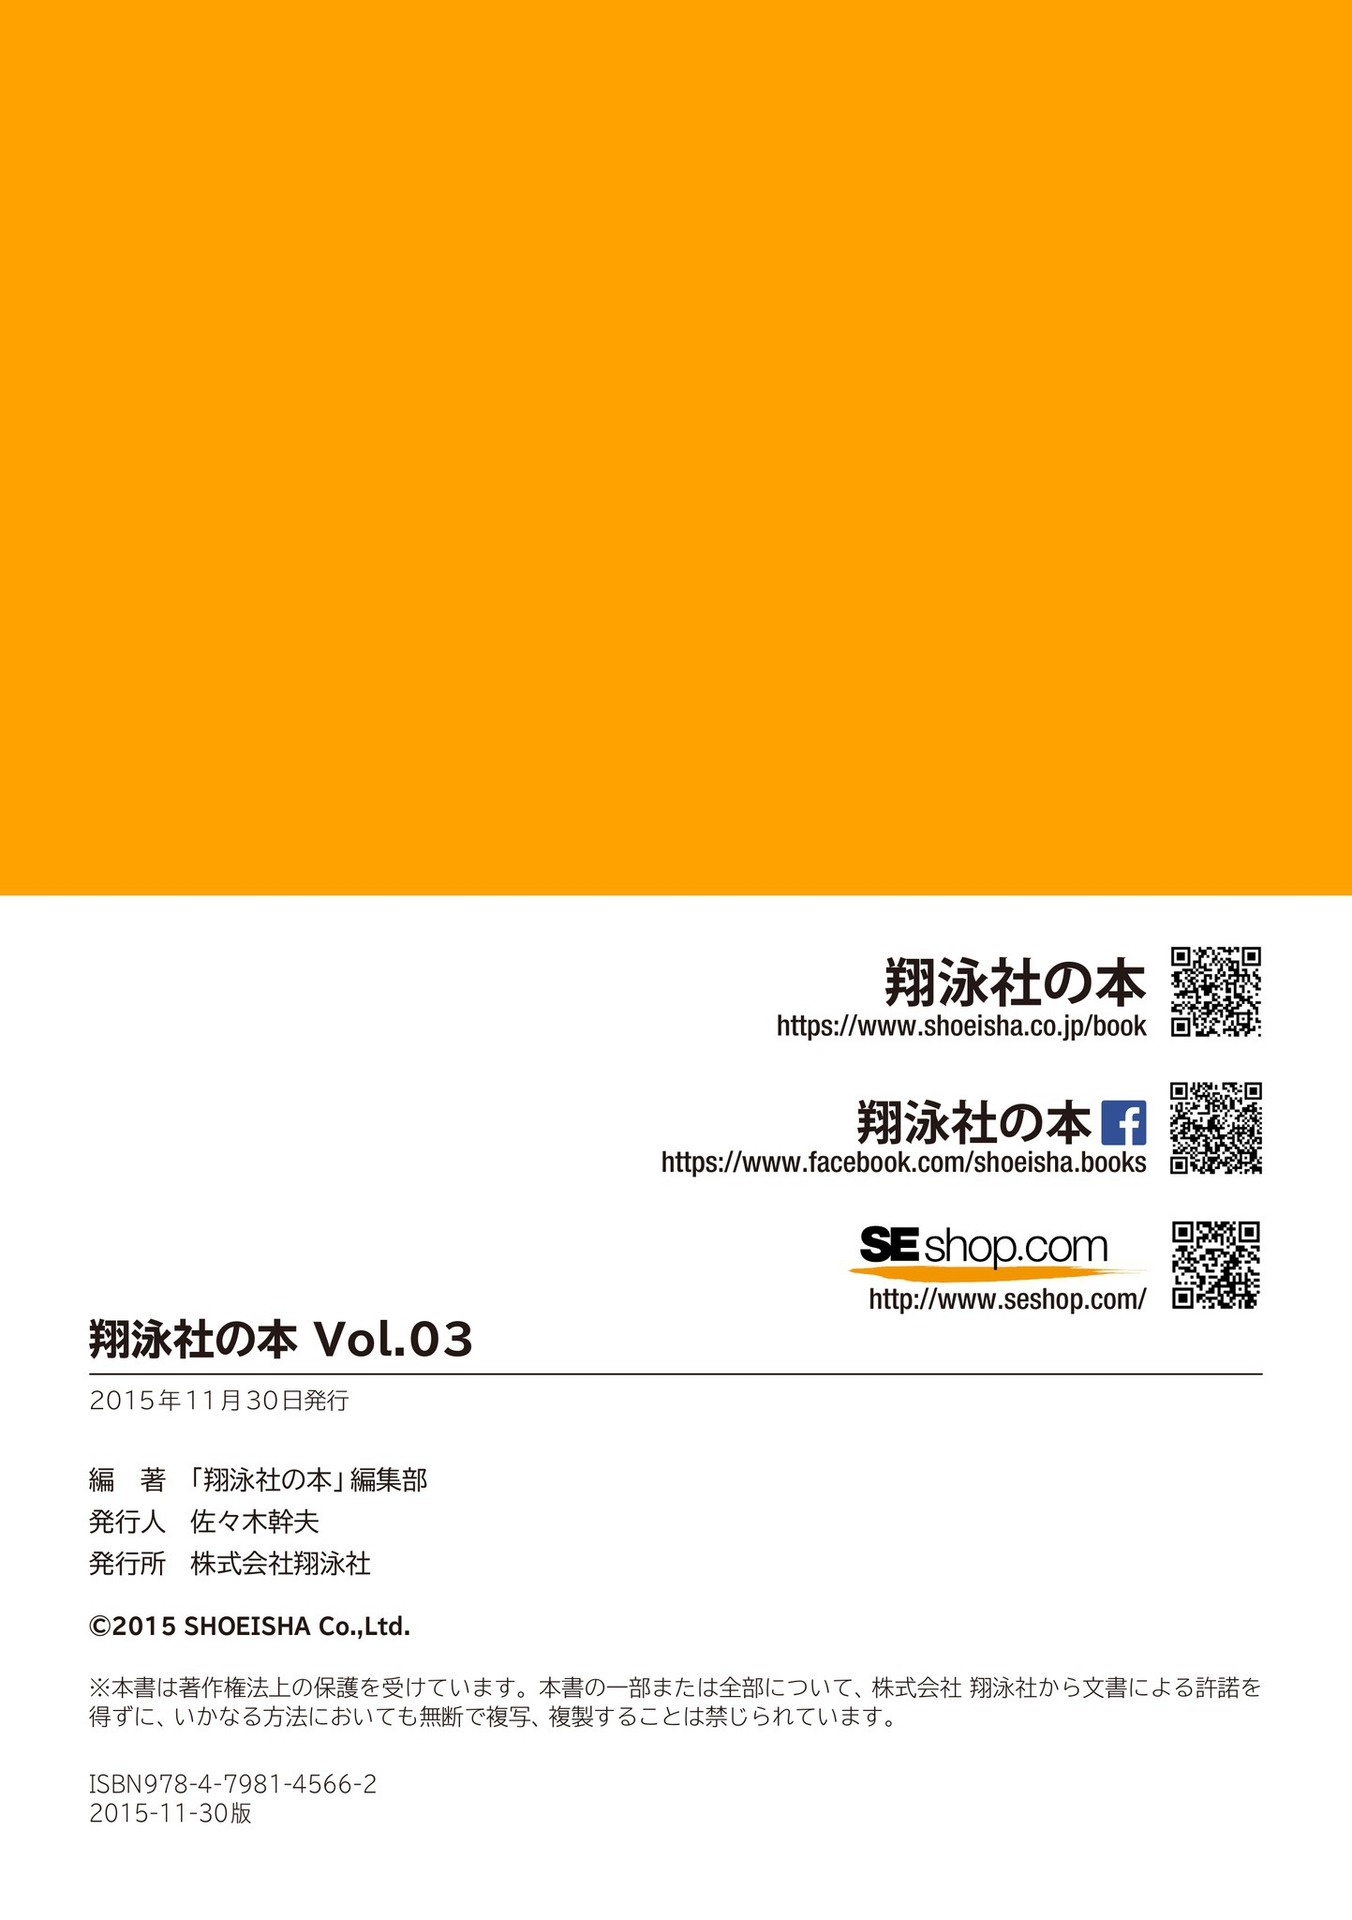 翔泳社の本
https://www.shoeisha.co.jp/book
翔泳社の本
https://www.facebook.com/shoeisha.books
SEshop.com
http://www.seshop.com/
翔泳社の本 Vol.03
2015年11月30日発行
編　著　「翔泳社の本」編集部
発行人　佐々木幹夫
発行所　株式会社翔泳社
©2015 SHOEISHA Co.,Ltd.
※本書は著作権法上の保護を受けています。本書の一部または全部について、株式会社 翔泳社から文書による許諾を
得ずに、いかなる方法においても無断で複写、複製することは禁じられています。
ISBN978-4-7981-4566-2
2015-11-30版